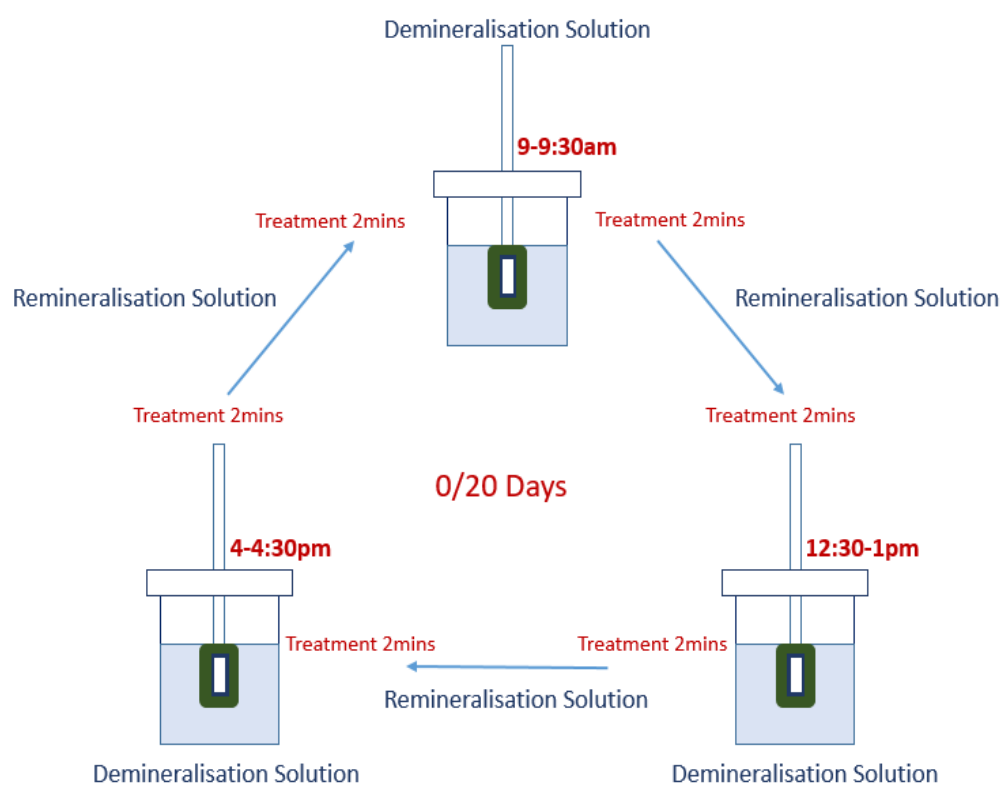 Demineralisation Solution
9-9:30am
Treatment 2mins
Treatment 2mins
Remineralisation Solution
Remineralisation Solution
Treatment 2mins
Treatment 2mins
0/20 Days
4-4:30pm
12:30-1pm
Treatment 2mins
Treatment 2mins
Remineralisation Solution
Demineralisation Solution
Demineralisation Solution